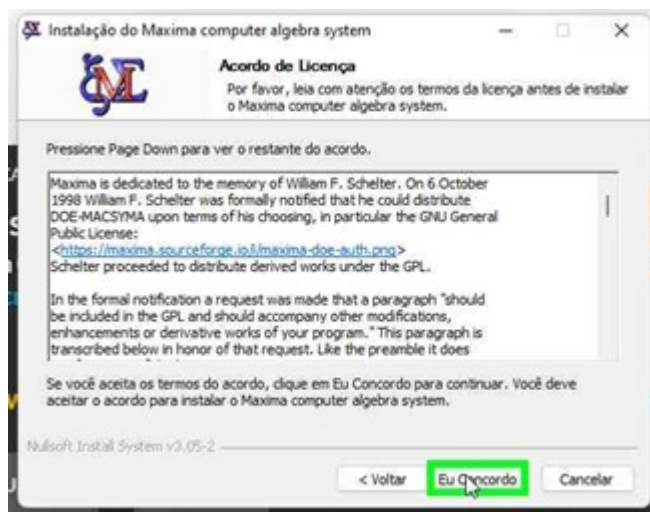 Instalação do Maxima computer algebra system
Acordo de Licença
Por favor, leia com atenção os termos da licença antes de instalar
o Maxima computer algebra system.
Pressione Page Down para ver o restante do acordo.
Maxima is dedicated to the memory of William F. Schelter. On 6 October
1998 William F. Schelter was formally notified that he could distribute
DOE-MACSYMA upon terms of his choosing, in particular the GNU General
Public License:
<https://maxima.sourceforge.io/i/maxima-doe-auth.png>
Schelter proceeded to distribute derived works under the GPL.
In the formal notification a request was made that a paragraph "should
be included in the GPL and should accompany other modifications,
enhancements or derivative works of your program." This paragraph is
transcribed below in honor of that request. Like the preamble it does
Se você aceita os termos do acordo, clique em Eu Concordo para continuar. Você deve
aceitar o acordo para instalar o Maxima computer algebra system.
Nullsoft Install System v3.05-2
< Voltar
Eu Concordo
Cancelar